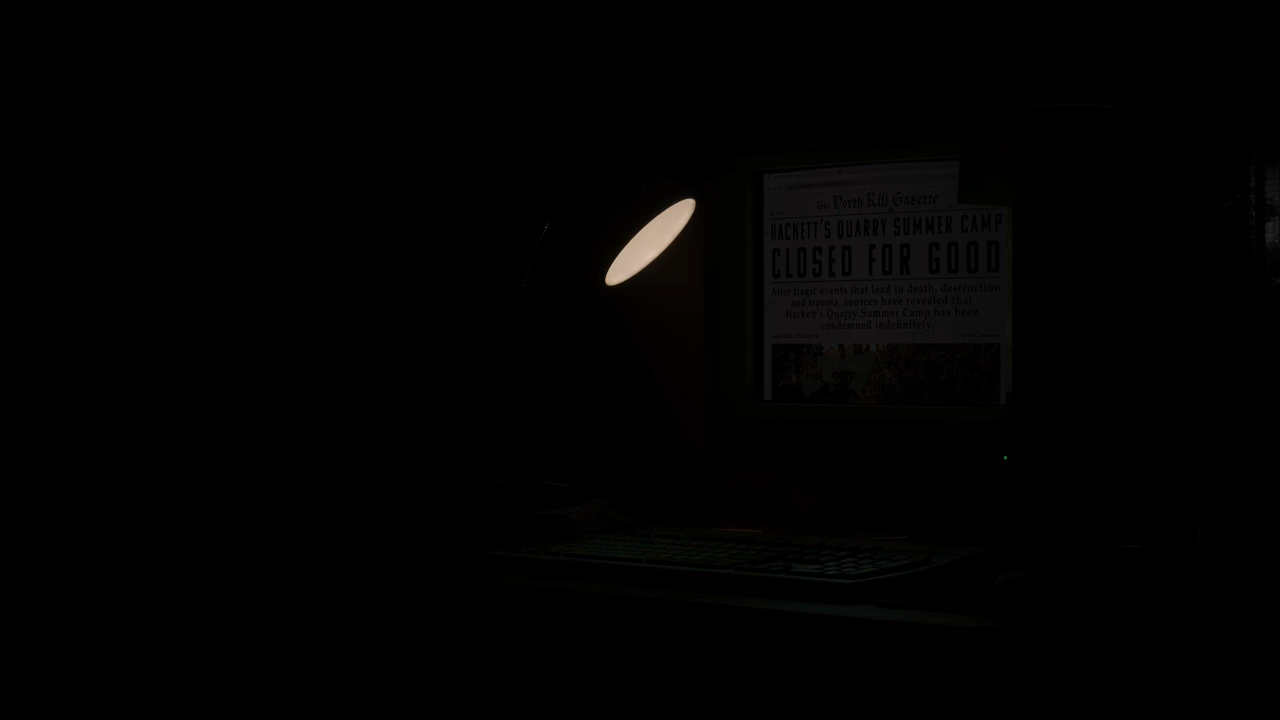 The North Kill Gazette
HACKETT'S QUARRY SUMMER CAMP
CLOSED FOR GOOD
After tragic events that lead to death, destruction
and trauma, sources have revealed that
Hackett's Quarry Summer Camp has been
condemned indefinitely.